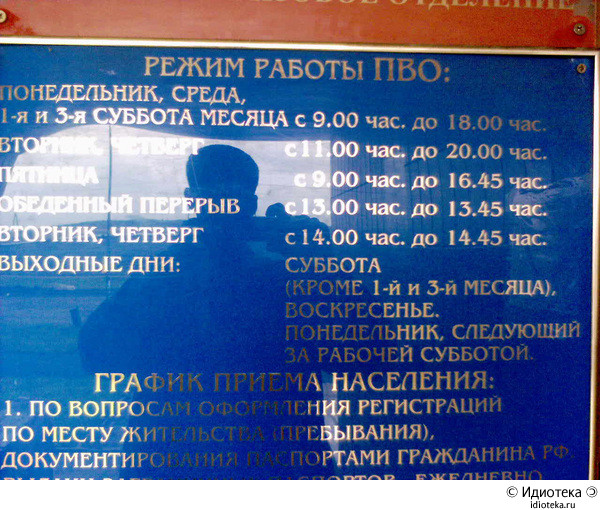 ОТДЕЛЕНИЕ
РЕЖИМ РАБОТЫ ПВО:
ПОНЕДЕЛЬНИК, СРЕДА,
1-я и 3-я СУББОТА МЕСЯЦА с 9.00 час. до 18.00 час.
ВТОРНИК, ЧЕТВЕРГ с 11.00 час. до 20.00 час.
ПЯТНИЦА с 9.00 час. до 16.45 час.
ОБЕДЕННЫЙ ПЕРЕРЫВ с 13.00 час. до 13.45 час.
ВТОРНИК, ЧЕТВЕРГ с 14.00 час. до 14.45 час.
ВЫХОДНЫЕ ДНИ: СУББОТА
(КРОМЕ 1-й и 3-й МЕСЯЦА),
ВОСКРЕСЕНЬЕ.
ПОНЕДЕЛЬНИК, СЛЕДУЮЩИЙ
ЗА РАБОЧЕЙ СУББОТОЙ.
ГРАФИК ПРИЕМА НАСЕЛЕНИЯ:
1. ПО ВОПРОСАМ ОФОРМЛЕНИЯ РЕГИСТРАЦИЙ
ПО МЕСТУ ЖИТЕЛЬСТВА (ПРЕБЫВАНИЯ),
ДОКУМЕНТИРОВАНИЯ ПАСПОРТАМИ ГРАЖДАНИНА РФ,
ЕЖЕДНЕВНО
© Идиотека
idioteka.ru